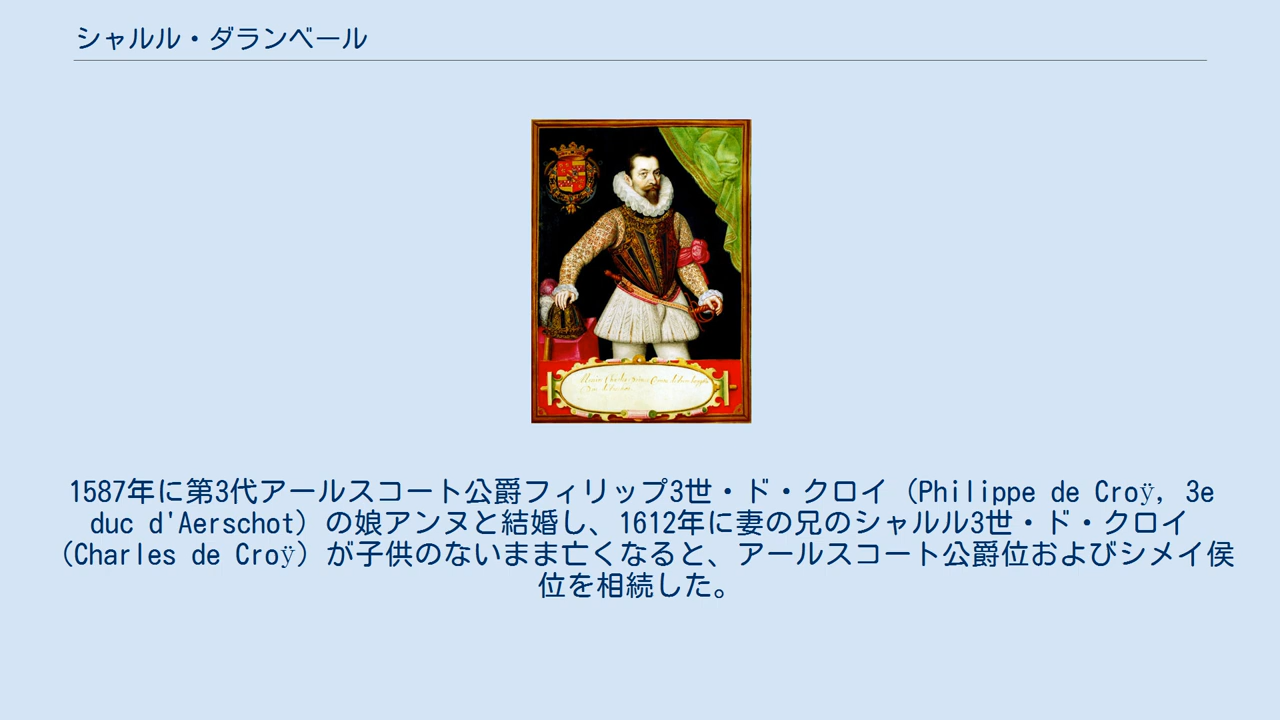 シャルル・ダランベール
1587年に第3代アールスコート公爵フィリップ3世・ド・クロイ（Philippe de Croÿ, 3e
duc d'Aerschot）の娘アンヌと結婚し、1612年に妻の兄のシャルル3世・ド・クロイ
（Charles de Croÿ）が子供のないまま亡くなると、アールスコート公爵位およびシメイ侯
位を相続した。